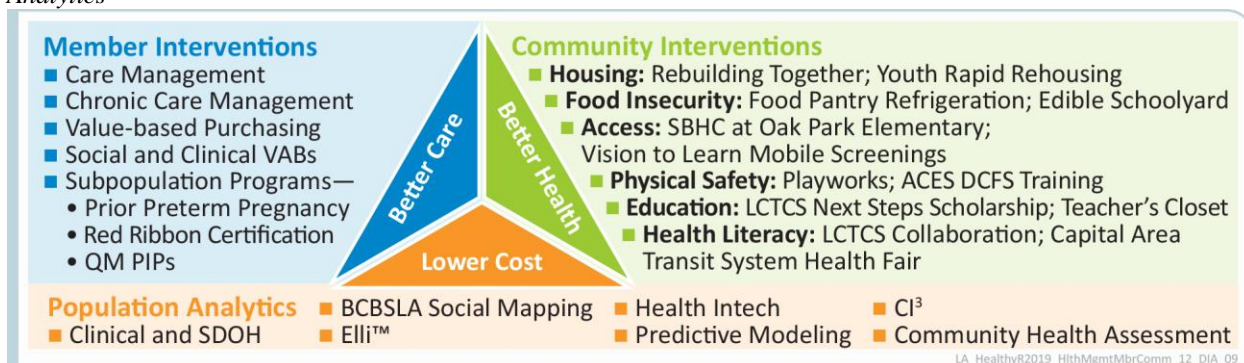 Analytics
Member Interventions
■ Care Management
■ Chronic Care Management
■ Value-based Purchasing
■ Social and Clinical VABs
■ Subpopulation Programs—
• Prior Preterm Pregnancy
• Red Ribbon Certification
• QM PIPs
Better Care
Better Health
Lower Cost
Community Interventions
■ Housing: Rebuilding Together; Youth Rapid Rehousing
■ Food Insecurity: Food Pantry Refrigeration; Edible Schoolyard
■ Access: SBHC at Oak Park Elementary;
Vision to Learn Mobile Screenings
■ Physical Safety: Playworks; ACES DCFS Training
■ Education: LCTCS Next Steps Scholarship; Teacher’s Closet
■ Health Literacy: LCTCS Collaboration; Capital Area
Transit System Health Fair
Population Analytics
■ Clinical and SDOH
■ BCBSLA Social Mapping
■ Elli™
■ Health Intech
■ Predictive Modeling
■ CI³
■ Community Health Assessment
LA_HealthyR2019_HlthMgmtMbrComm_12_DIA_09